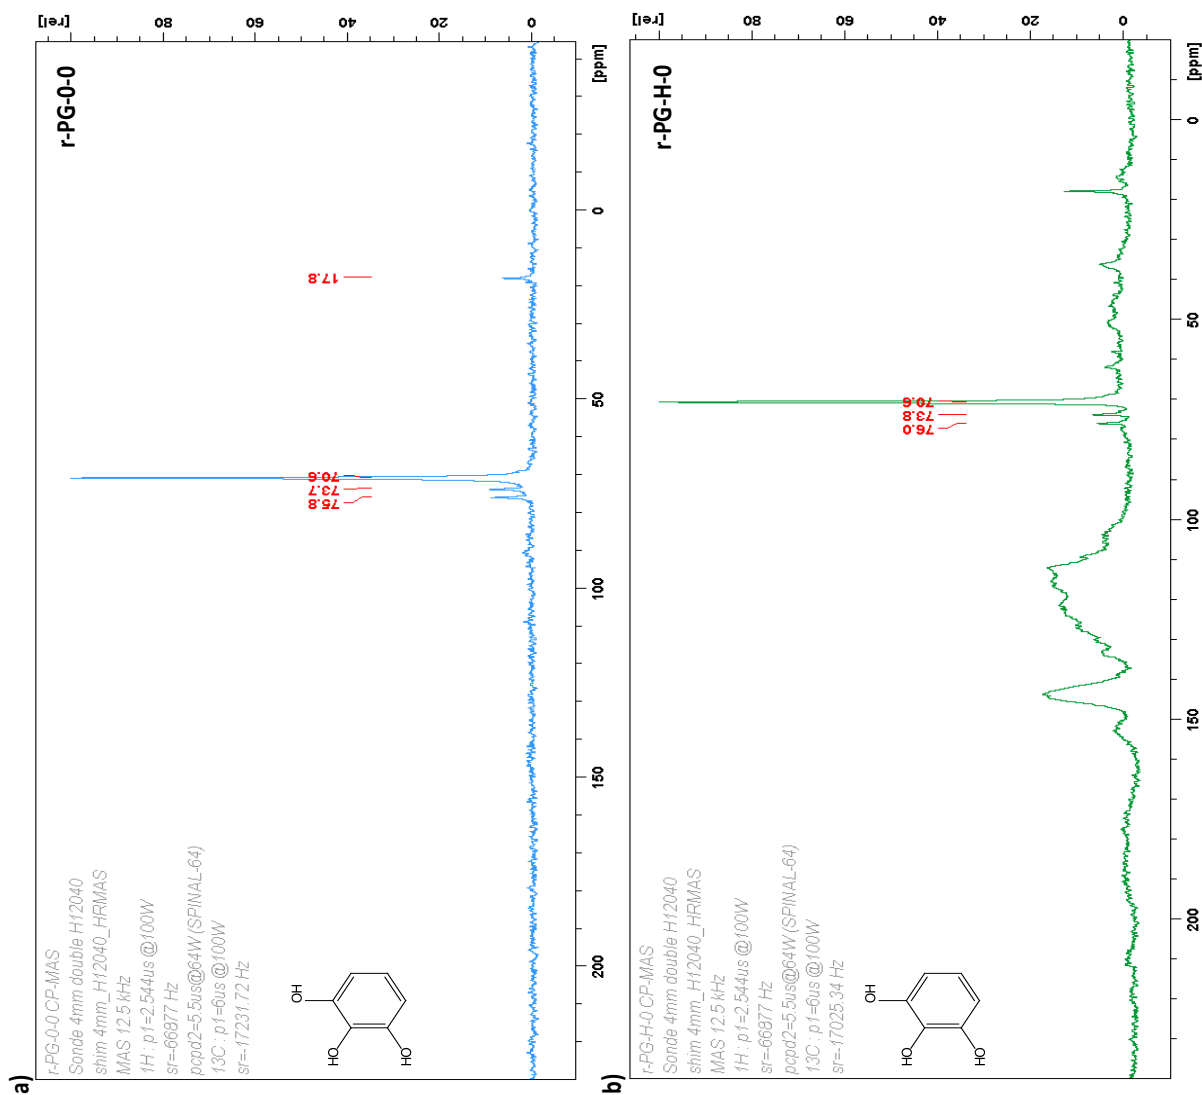 a)
r-PG-0-0
r-PG-0-0 CP-MAS
Sonde 4mm double H12040
shim 4mm_H12040_HRMAS
MAS 12.5 kHz
1H : p1=2.544us @100W
sr=-66877 Hz
pcpd2=5.5us@64W (SPINAL-64)
13C : p1=6us @100W
sr=-17231.72 Hz
OH
HO
HO
75.8
73.7
70.6
17.8
200
150
100
50
0
[ppm]
[rel]
80
60
40
20
0
b)
r-PG-H-0
r-PG-H-0 CP-MAS
Sonde 4mm double H12040
shim 4mm_H12040_HRMAS
MAS 12.5 kHz
1H : p1=2.544us @100W
sr=-66877 Hz
pcpd2=5.5us@64W (SPINAL-64)
13C : p1=6us @100W
sr=-17025.34 Hz
OH
HO
HO
76.0
73.8
70.6
200
150
100
50
0
[ppm]
[rel]
80
60
40
20
0